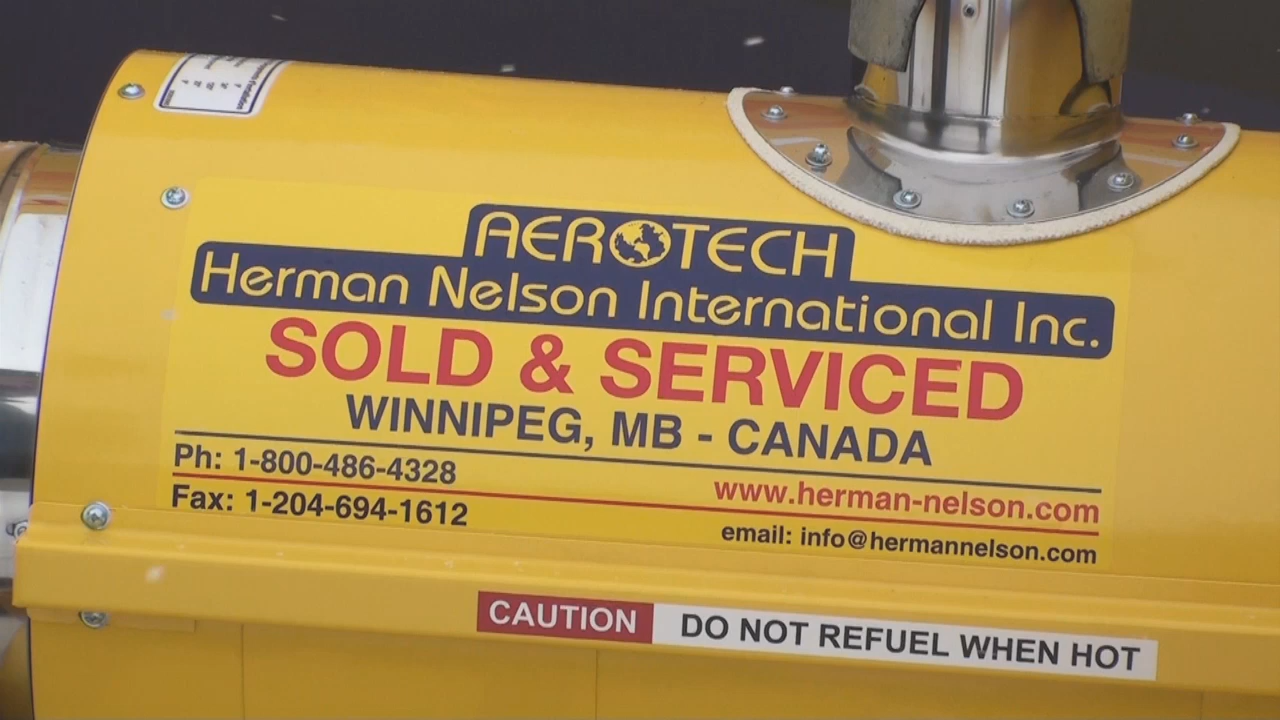 AEROTECH
Herman Nelson International Inc.
SOLD & SERVICED
WINNIPEG, MB - CANADA
Ph: 1-800-486-4328
www.herman-nelson.com
Fax: 1-204-694-1612
email: info@hermannelson.com
CAUTION DO NOT REFUEL WHEN HOT